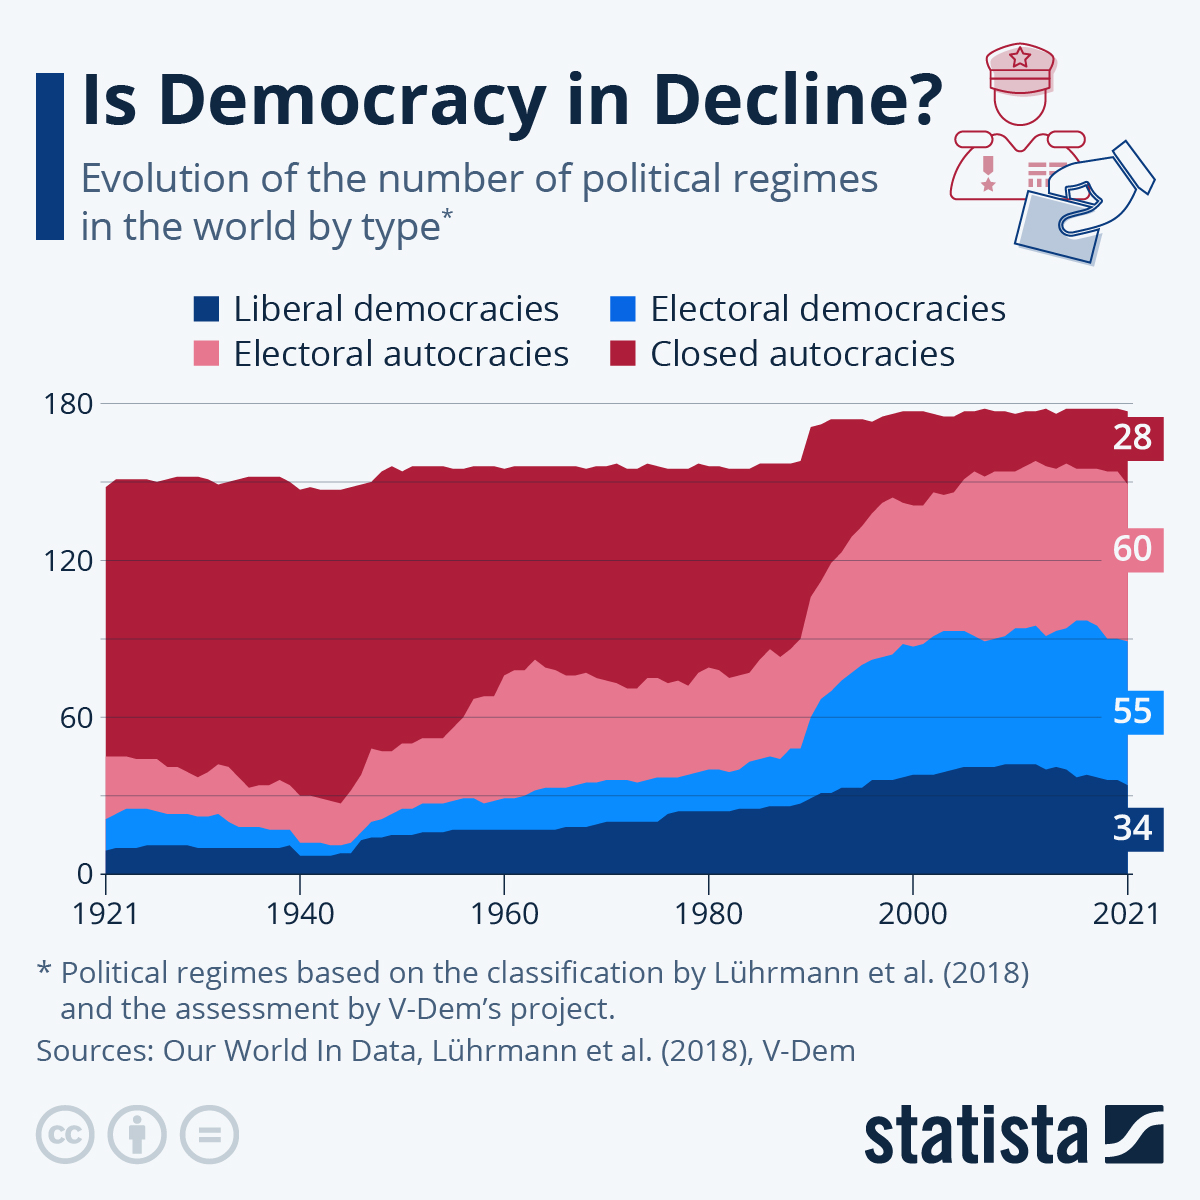 Is Democracy in Decline?
Evolution of the number of political regimes
in the world by type*
Liberal democracies
Electoral democracies
Electoral autocracies
Closed autocracies
180
120
60
0
28
60
55
34
1921
1940
1960
1980
2000
2021
* Political regimes based on the classification by Lührmann et al. (2018)
and the assessment by V-Dem’s project.
Sources: Our World In Data, Lührmann et al. (2018), V-Dem
cc
statista